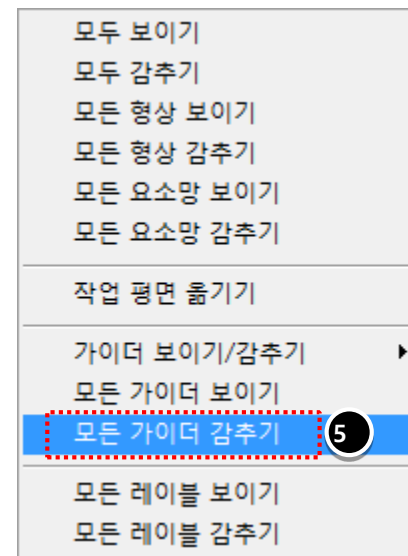 모두 보이기
모두 감추기
모든 형상 보이기
모든 형상 감추기
모든 요소망 보이기
모든 요소망 감추기
작업 평면 옮기기
가이더 보이기/감추기
모든 가이더 보이기
모든 가이더 감추기 5
모든 레이블 보이기
모든 레이블 감추기